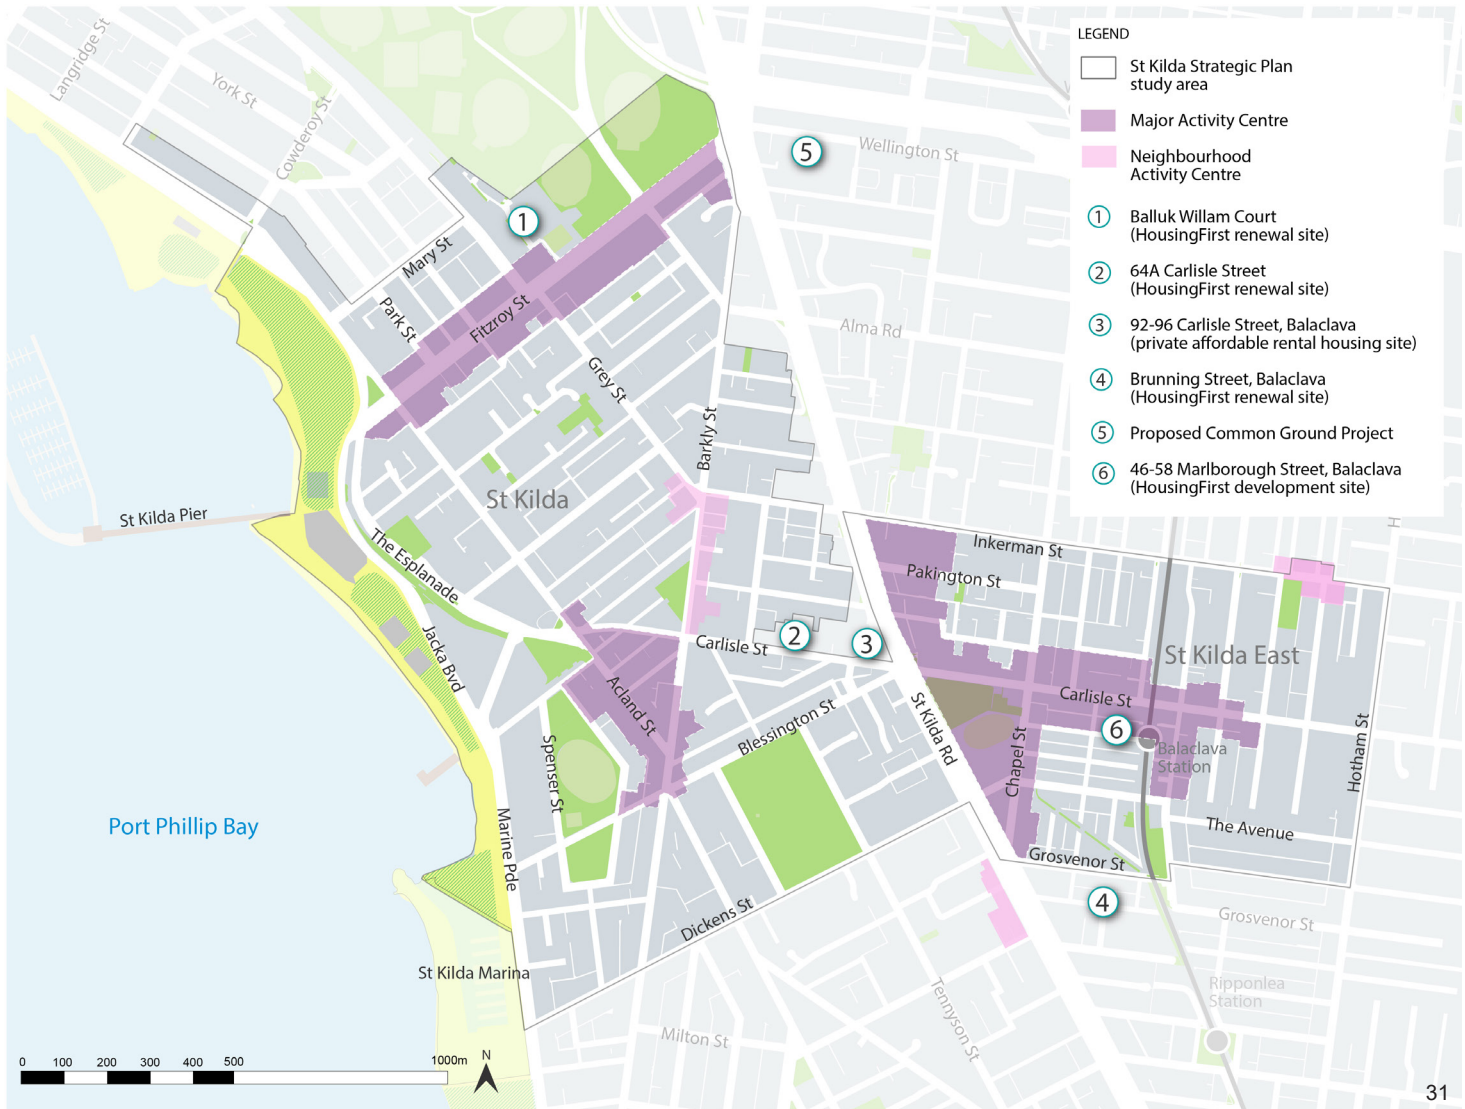 LEGEND
St Kilda Strategic Plan
study area
Major Activity Centre
Neighbourhood
Activity Centre
1 Balluk Willam Court
(HousingFirst renewal site)
2 64A Carlisle Street
(HousingFirst renewal site)
3 92-96 Carlisle Street, Balaclava
(private affordable rental housing site)
4 Brunning Street, Balaclava
(HousingFirst renewal site)
5 Proposed Common Ground Project
6 46-58 Marlborough Street, Balaclava
(HousingFirst development site)
Langridge St
York St
Cowderoy St
Wellington St
5
1
Mary St
Park St
Fitzroy St
Alma Rd
Grey St
Barkly St
St Kilda
St Kilda Pier
The Esplanade
Inkerman St
Pakington St
Jacka Bvd
Carlisle St
2
3
St Kilda East
Acland St
Carlisle St
St Kilda Rd
Blessington St
6
Balaclava
Station
Hotham St
Spenser St
Chapel St
Port Phillip Bay
Marine Pde
The Avenue
Grosvenor St
4
Dickens St
Grosvenor St
St Kilda Marina
Tennyson St
Ripponlea
Station
Milton St
0 100 200 300 400 500 1000m
N
31